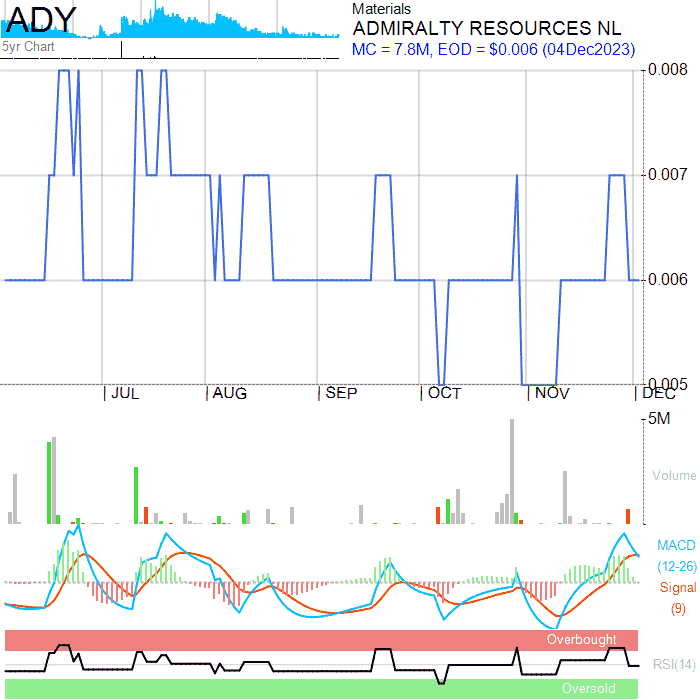 ADY
5yr Chart
Materials
ADMIRALTY RESOURCES NL
MC = 7.8M, EOD = $0.006 (04Dec2023)
0.008
0.007
0.006
0.005
JUL
AUG
SEP
OCT
NOV
DEC
5M
Volume
MACD
(12-26)
Signal
(9)
Overbought
RSI(14)
Oversold